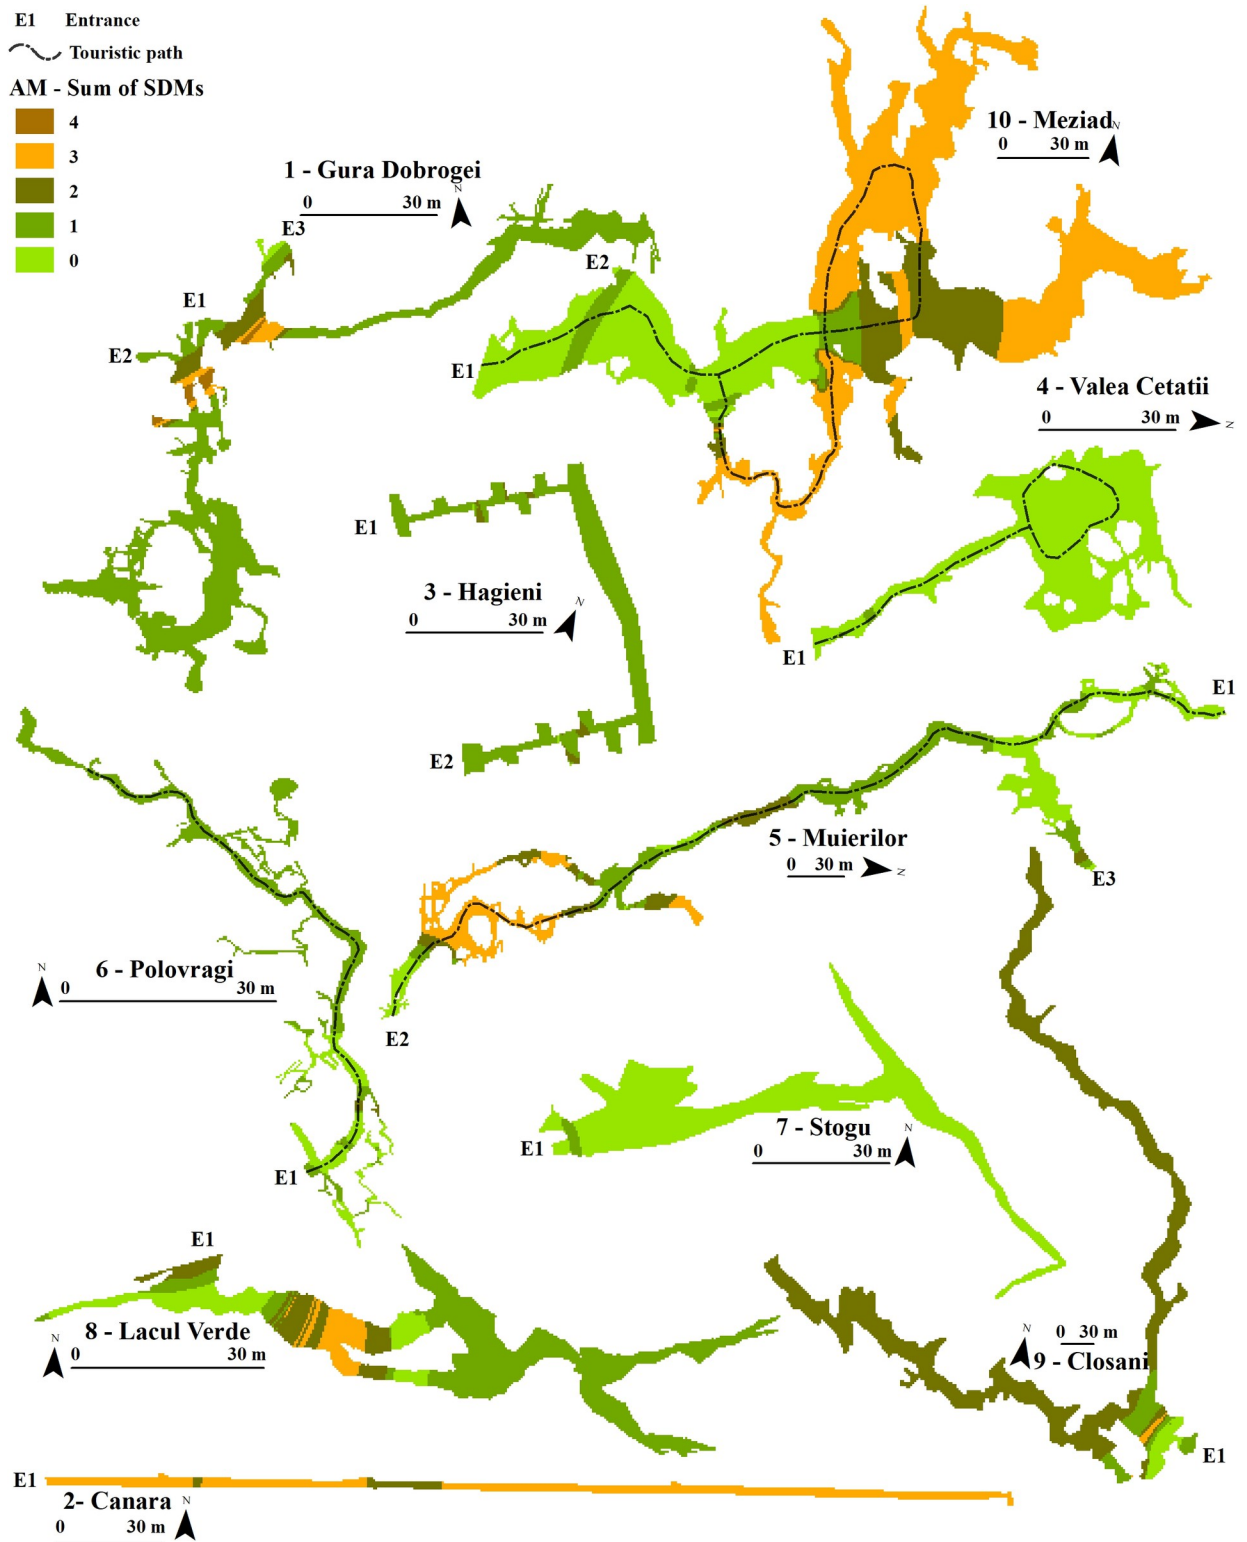 E1 Entrance
Touristic path
AM - Sum of SDMs
4
3
2
1
0
10 - Meziad
N
0 30 m
1 - Gura Dobrogei
N
0 30 m
E3
E1
E2
E2
E1
4 - Valea Cetatii
0 30 m
N
E1
E1
3 - Hagieni
N
0 30 m
E2
E1
5 - Muierilor
0 30 m
N
E3
E2
6 - Polovragi
N
0 30 m
E1
7 - Stogu
N
0 30 m
E1
E1
8 - Lacul Verde
N
0 30 m
N
0 30 m
9 - Closani
E1
E1
2- Canara
N
0 30 m